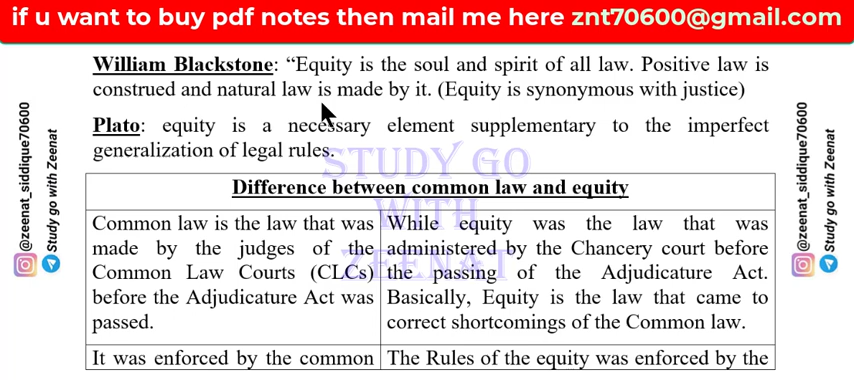 if u want to buy pdf notes then mail me here znt70600@gmail.com
William Blackstone: “Equity is the soul and spirit of all law. Positive law is
construed and natural law is made by it. (Equity is synonymous with justice)
Plato: equity is a necessary element supplementary to the imperfect
generalization of legal rules.
STUDY GO
WITH
ZEENAT
Difference between common law and equity
Common law is the law that was
made by the judges of the
Common Law Courts (CLCs)
before the Adjudicature Act was
passed.
While equity was the law that was
administered by the Chancery court before
the passing of the Adjudicature Act.
Basically, Equity is the law that came to
correct shortcomings of the Common law.
It was enforced by the common
The Rules of the equity was enforced by the
@zeenat_siddique70600
Study go with Zeenat
@zeenat_siddique70600
Study go with Zeenat